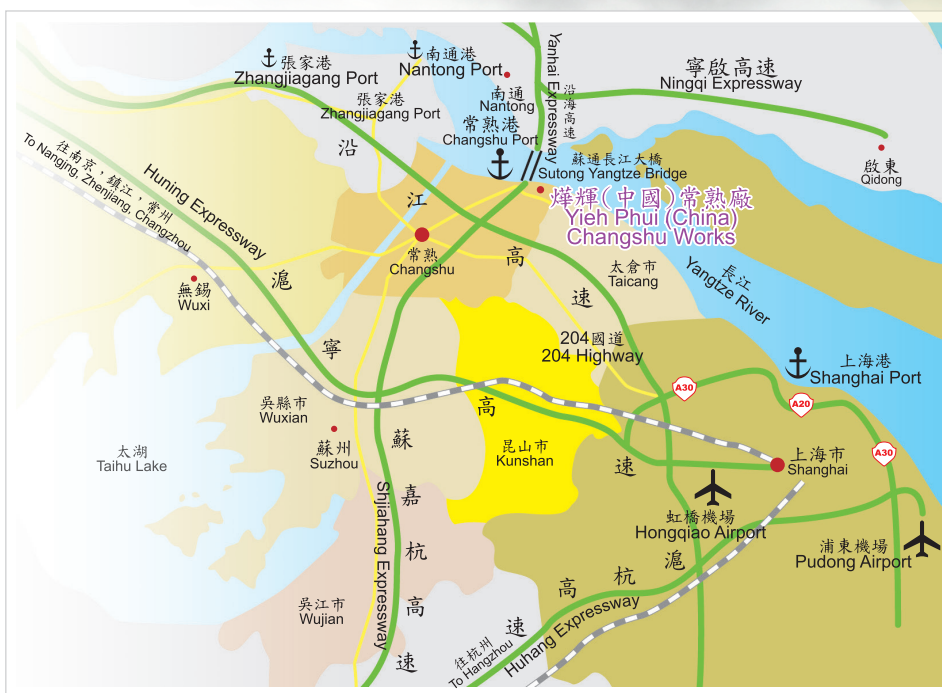 張家港
Zhangjiagang Port
南通港
Nantong Port
張家港
Zhangjiagang Port
南通
Nantong
常熟港
Changshu Port
Yanhai Expressway
沿海高速
寧啟高速
Ningqi Expressway
啟東
Qidong
蘇通長江大橋
Sutong Yangtze Bridge
燁輝(中國)常熟廠
Yieh Phui (China)
Changshu Works
往南京，鎮江，常州
To Nangjng, Zhenjiang, Changzhou
Huning Expressway
沿江高速
常熟
Changshu
太倉市
Taicang
長江
Yangtze River
無錫
Wuxi
滬寧高速
204國道
204 Highway
上海港
Shanghai Port
A30
A20
A30
吳縣市
Wuxian
蘇州
Suzhou
太湖
Taihu Lake
昆山市
Kunshan
上海市
Shanghai
蘇嘉杭高速
Shjiahang Expressway
虹橋機場
Hongqiao Airport
浦東機場
Pudong Airport
吳江市
Wujian
滬杭高速
Huhang Expressway
往杭州
To Hangzhou